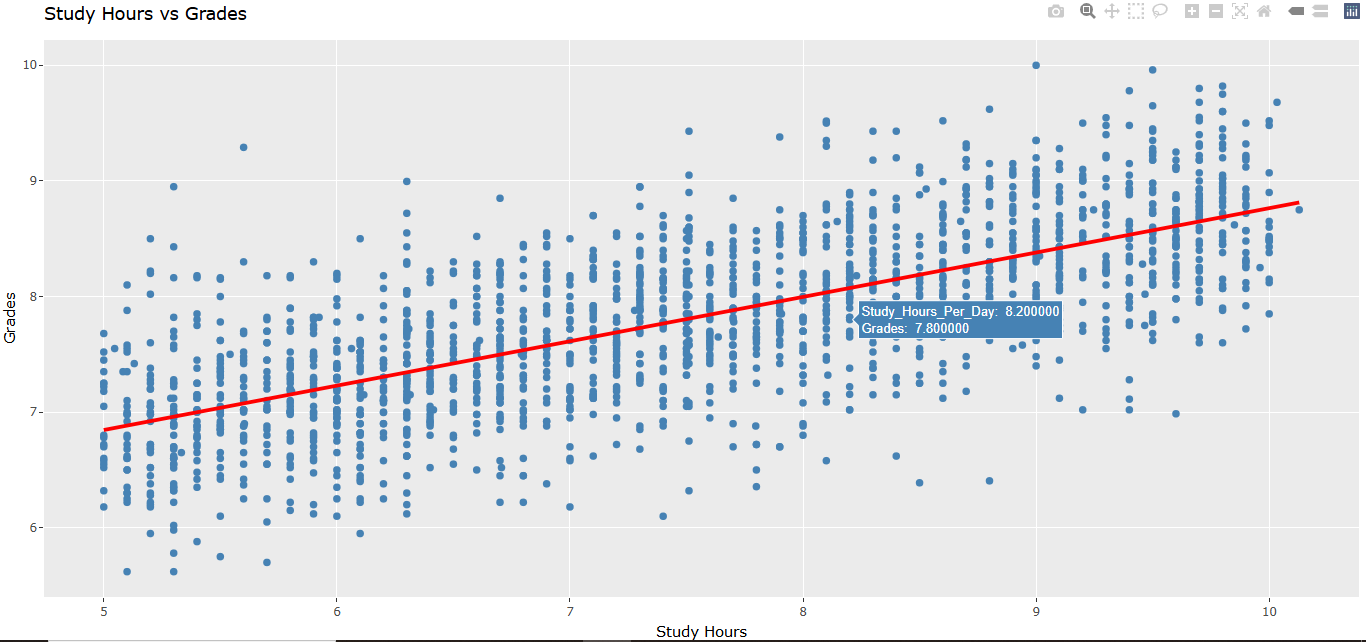 Study Hours vs Grades
10
9
8
7
6
Grades
Study_Hours_Per_Day: 8.200000
Grades: 7.800000
5 6 7 8 9 10
Study Hours